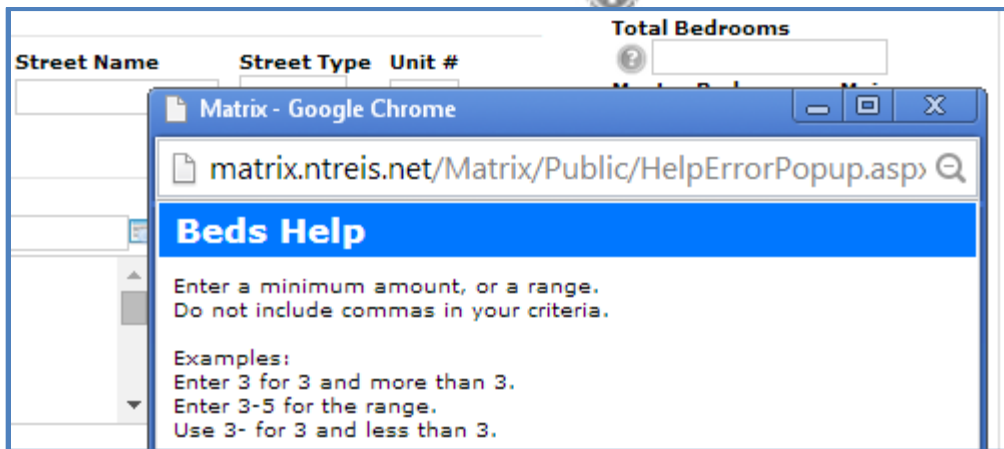 Total Bedrooms
Street Name Street Type Unit #
Matrix - Google Chrome
matrix.ntreis.net/Matrix/Public/HelpErrorPopup.asp
Beds Help
Enter a minimum amount, or a range.
Do not include commas in your criteria.
Examples:
Enter 3 for 3 and more than 3.
Enter 3-5 for the range.
Use 3- for 3 and less than 3.